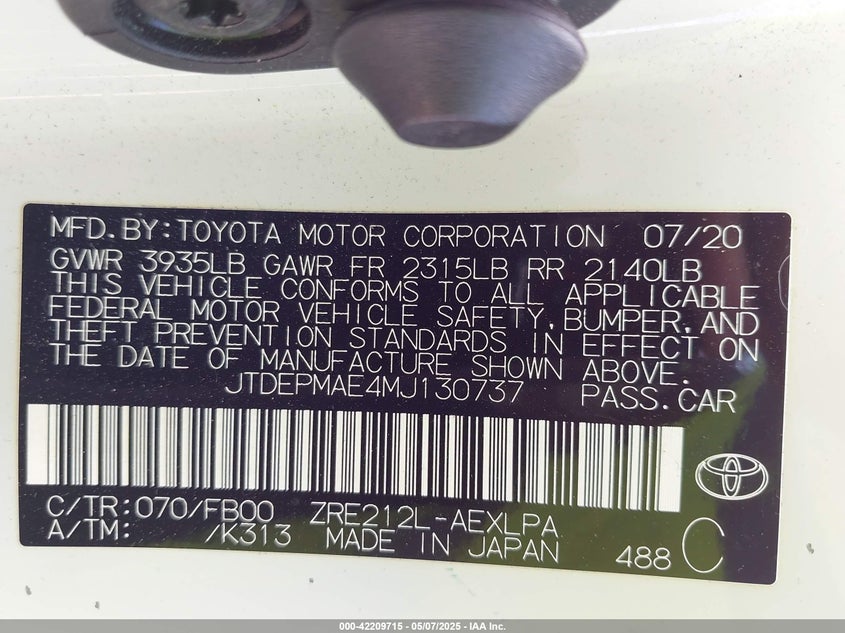 MFD. BY: TOYOTA MOTOR CORPORATION 07/20
GVWR 3935LB GAWR FR 2315LB RR 2140LB
THIS VEHICLE CONFORMS TO ALL APPLICABLE
FEDERAL MOTOR VEHICLE SAFETY, BUMPER, AND
THEFT PREVENTION STANDARDS IN EFFECT ON
THE DATE OF MANUFACTURE SHOWN ABOVE.
JTDEPMAE4MJ130737 PASS. CAR
C/TR: 070/FB00 ZRE212L-AEXLPA
A/TM: /K313 MADE IN JAPAN 488 C
000-42209715 - 05/07/2025 - IAA Inc.